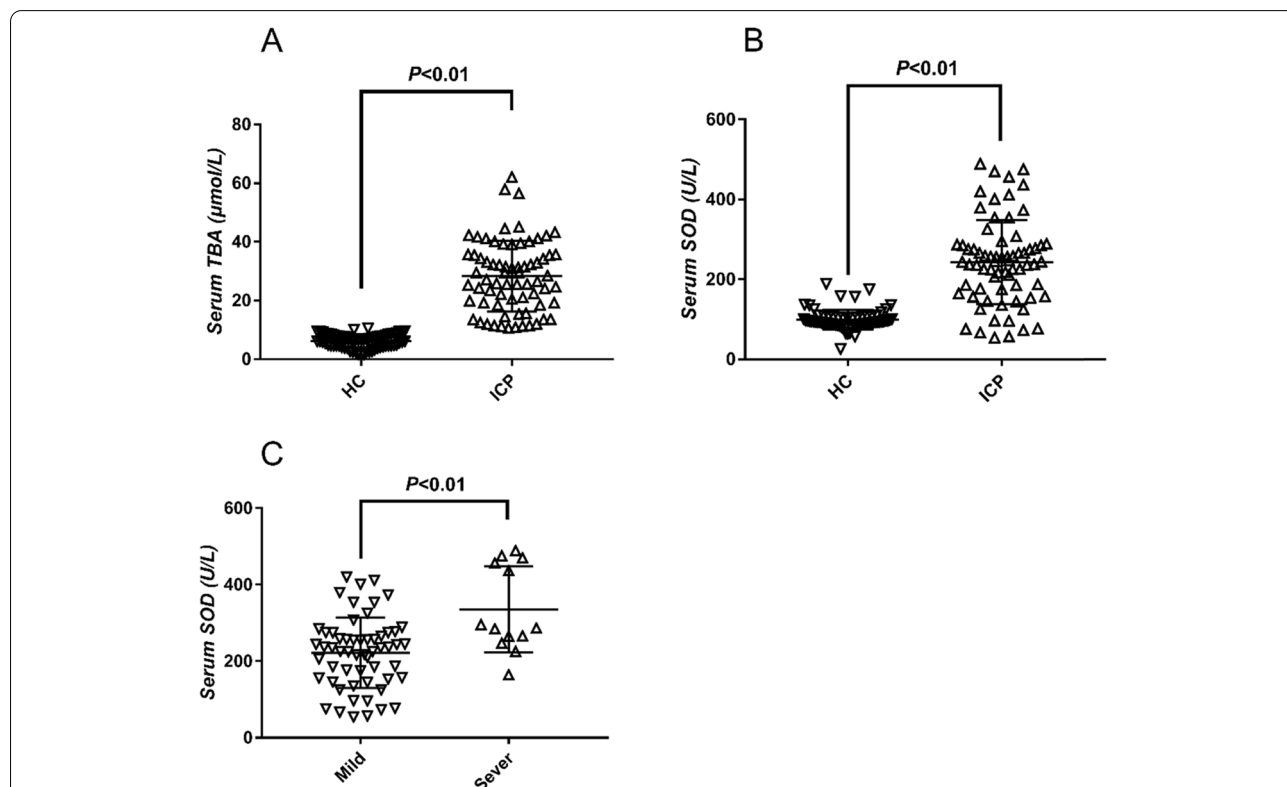 A
P<0.01
Serum TBA (μmol/L)
80
60
40
20
0
HC
ICP
B
P<0.01
Serum SOD (U/L)
600
400
200
0
HC
ICP
C
P<0.01
Serum SOD (U/L)
600
400
200
0
Mild
Sever